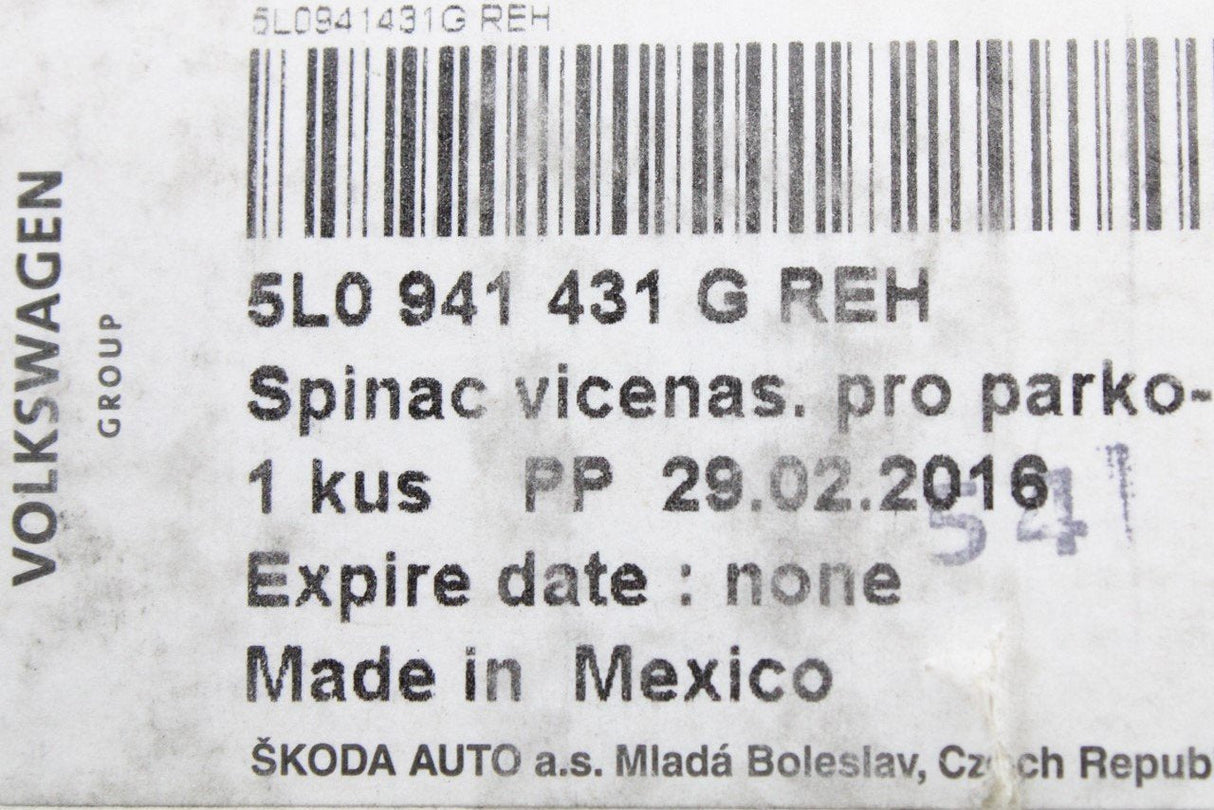 5L0941431G REH
5L0 941 431 G REH
Spinac vicenas. pro parko-
1 kus PP 29.02.2016
541
Expire date : none
Made in Mexico
ŠKODA AUTO a.s. Mladá Boleslav, Czech Republi
VOLKSWAGEN
GROUP